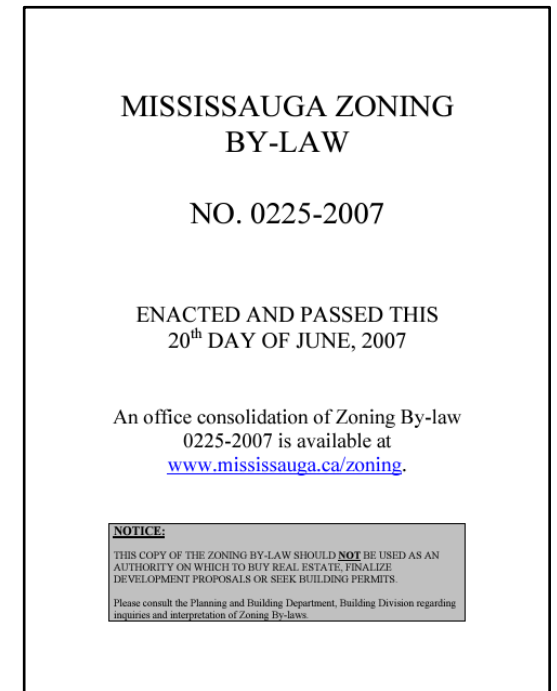 MISSISSAUGA ZONING
BY-LAW
NO. 0225-2007
ENACTED AND PASSED THIS
20th DAY OF JUNE, 2007
An office consolidation of Zoning By-law
0225-2007 is available at
www.mississauga.ca/zoning.
NOTICE:
THIS COPY OF THE ZONING BY-LAW SHOULD NOT BE USED AS AN
AUTHORITY ON WHICH TO BUY REAL ESTATE, FINALIZE
DEVELOPMENT PROPOSALS OR SEEK BUILDING PERMITS.
Please consult the Planning and Building Department, Building Division regarding
inquiries and interpretation of Zoning By-laws.